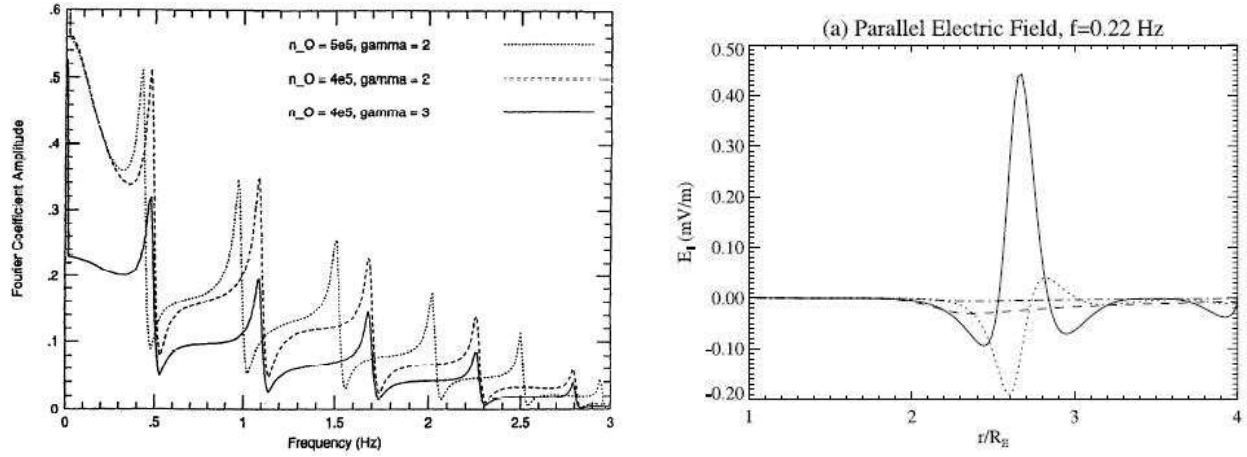 .6
.5
.4
.3
.2
.1
0
Fourier Coefficient Amplitude
n_O = 5e5, gamma = 2
n_O = 4e5, gamma = 2
n_O = 4e5, gamma = 3
0 .5 1 1.5 2 2.5 3
Frequency (Hz)
(a) Parallel Electric Field, f=0.22 Hz
0.50
0.40
0.30
0.20
0.10
0.00
-0.10
-0.20
E∥ (mV/m)
1 2 3 4
r/R_E